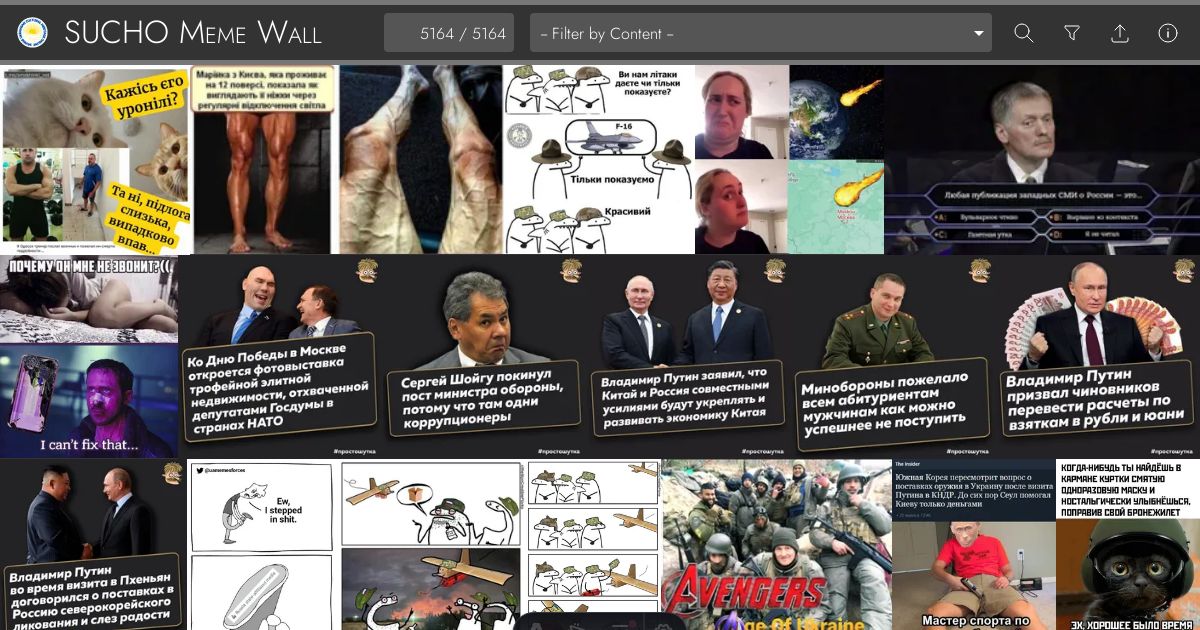 SUCHO Meme Wall
5164 / 5164
– Filter by Content –
Кажісь єго
уронілі?
Та ні, підлога
слизька,
випадково
впав...
Марійка з Києва, яка проживає
на 12 поверсі, показала як
виглядають її ніжки через
регулярні відключення світла
Ви нам літаки
даєте чи тільки
показуєте?
F-16
Тільки показуємо
Красивий
Любая публикация западных СМИ о России – это...
A: Бульварное чтиво
B: Вырвано из контекста
C: Газетная утка
D: Я не читал
ПОЧЕМУ ОН МНЕ НЕ ЗВОНИТ?((
I can't fix that...
Ко Дню Победы в Москве
откроется фотовыставка
трофейной элитной
недвижимости, отхваченной
депутатами Госдумы в
странах НАТО
#простошутка
Сергей Шойгу покинул
пост министра обороны,
потому что там одни
коррупционеры
#простошутка
Владимир Путин заявил, что
Китай и Россия совместными
усилиями будут укреплять и
развивать экономику Китая
#простошутка
Минобороны пожелало
всем абитуриентам
мужчинам как можно
успешнее не поступить
#простошутка
Владимир Путин
призвал чиновников
перевести расчеты по
взяткам в рубли и юани
#простошутка
Владимир Путин
во время визита в Пхеньян
договорился о поставках в
Россию северокорейского
ликования и слез радости
@uamemesforces
Ew,
I stepped
in shit.
AVENGERS
Age Of Ukraine
The Insider
Южная Корея пересмотрит вопрос о
поставках оружия в Украину после визита
Путина в КНДР. До сих пор Сеул помогал
Киеву только деньгами
Мастер спорта по
КОГДА-НИБУДЬ ТЫ НАЙДЁШЬ В
КАРМАНЕ КУРТКИ СМЯТУЮ
ОДНОРАЗОВУЮ МАСКУ И
НОСТАЛЬГИЧЕСКИ УЛЫБНЁШЬСЯ,
ПОПРАВИВ СВОЙ БРОНЕЖИЛЕТ
ЭХ, ХОРОШЕЕ БЫЛО ВРЕМЯ